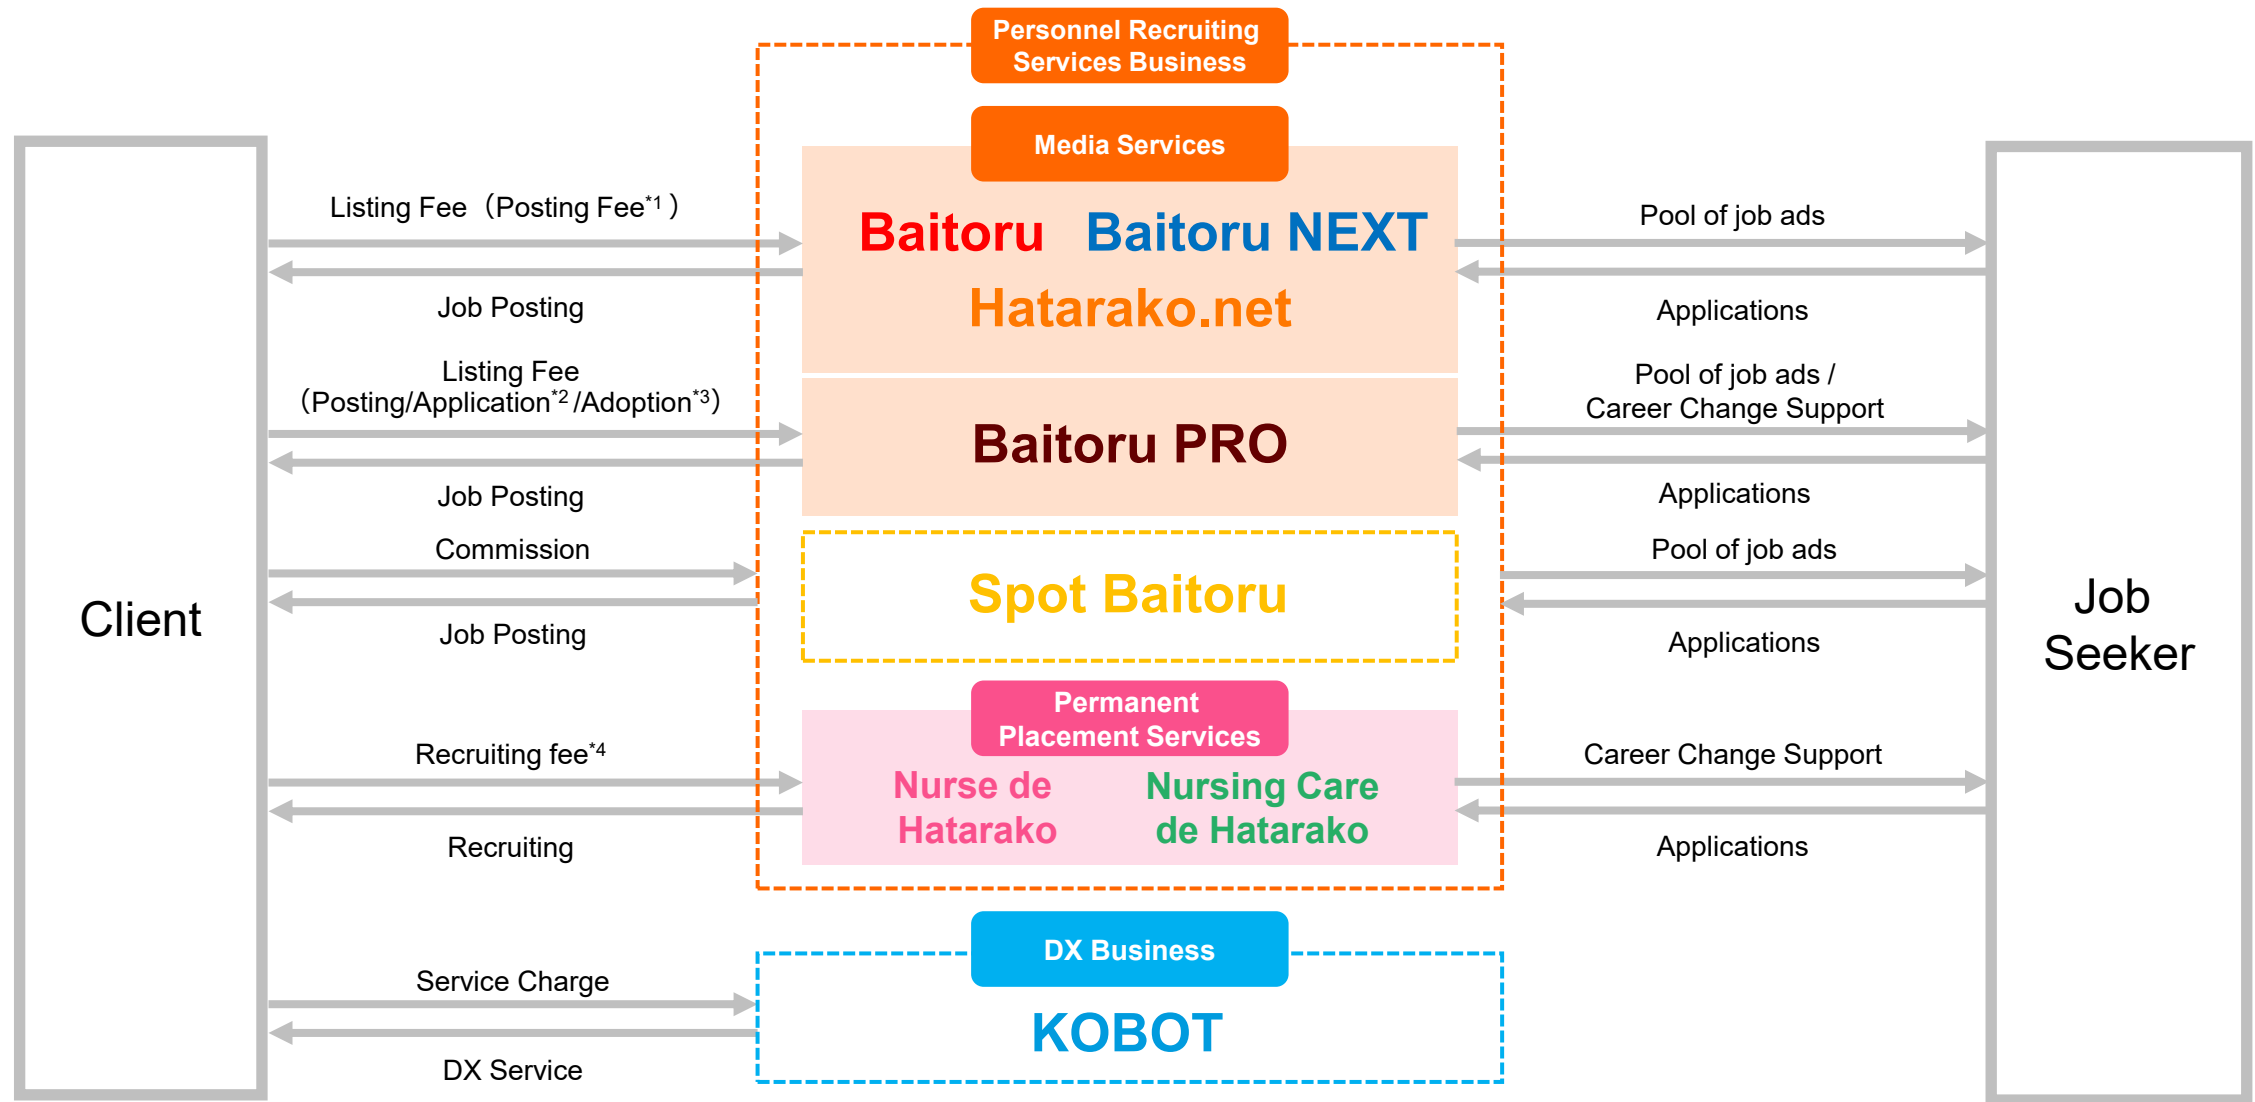 Personnel Recruiting
Services Business
Media Services
Listing Fee（Posting Fee*1）
Job Posting
Baitoru Baitoru NEXT
Hatarako.net
Pool of job ads
Applications
Listing Fee
（Posting/Application*2/Adoption*3）
Job Posting
Baitoru PRO
Pool of job ads /
Career Change Support
Applications
Commission
Job Posting
Spot Baitoru
Pool of job ads
Applications
Client
Job
Seeker
Permanent
Placement Services
Recruiting fee*4
Recruiting
Nurse de
Hatarako
Nursing Care
de Hatarako
Career Change Support
Applications
DX Business
Service Charge
DX Service
KOBOT